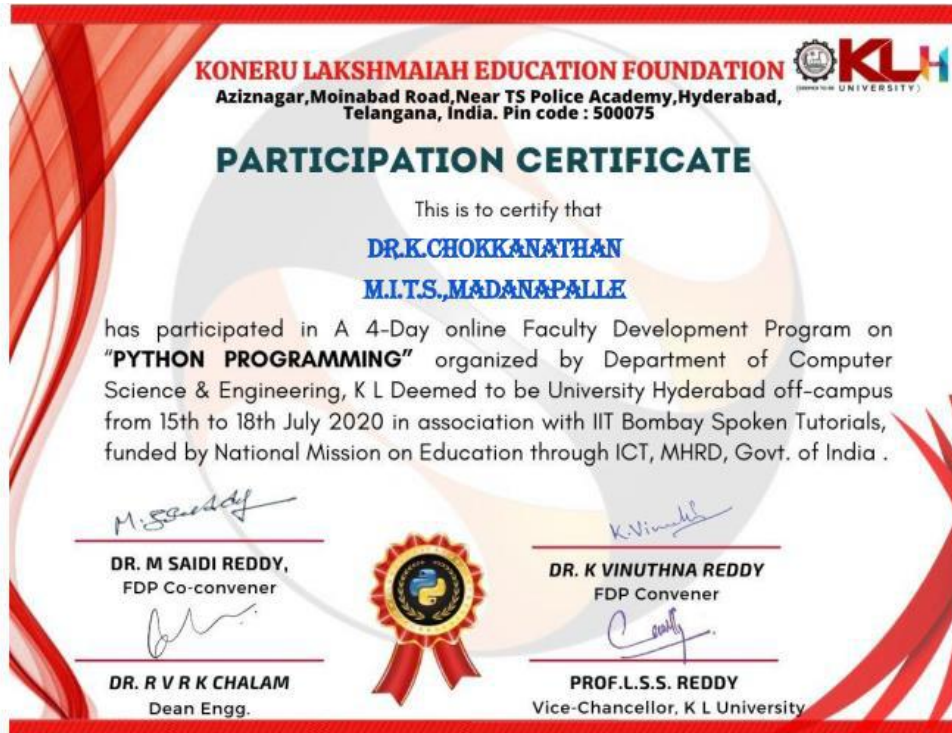 KONERU LAKSHMAIAH EDUCATION FOUNDATION
KLH
(DEEMED TO BE UNIVERSITY)
Aziznagar,Moinabad Road,Near TS Police Academy,Hyderabad,
Telangana, India. Pin code : 500075
PARTICIPATION CERTIFICATE
This is to certify that
DR.K.CHOKKANATHAN
M.I.T.S.,MADANAPALLE
has participated in A 4-Day online Faculty Development Program on
“PYTHON PROGRAMMING” organized by Department of Computer
Science & Engineering, K L Deemed to be University Hyderabad off-campus
from 15th to 18th July 2020 in association with IIT Bombay Spoken Tutorials,
funded by National Mission on Education through ICT, MHRD, Govt. of India .
DR. M SAIDI REDDY,
FDP Co-convener
K.
DR. K VINUTHNA REDDY
FDP Convener
DR. R V R K CHALAM
Dean Engg.
PROF.L.S.S. REDDY
Vice-Chancellor, K L University